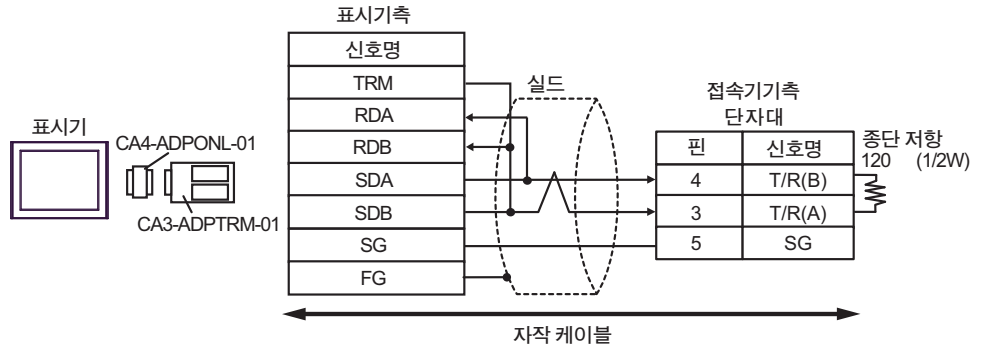 표시기측
신호명
TRM
RDA
RDB
SDA
SDB
SG
FG
실드
접속기기측
단자대
핀 신호명
4 T/R(B)
3 T/R(A)
5 SG
종단 저항
120 (1/2W)
표시기
CA4-ADPONL-01
CA3-ADPTRM-01
자작 케이블